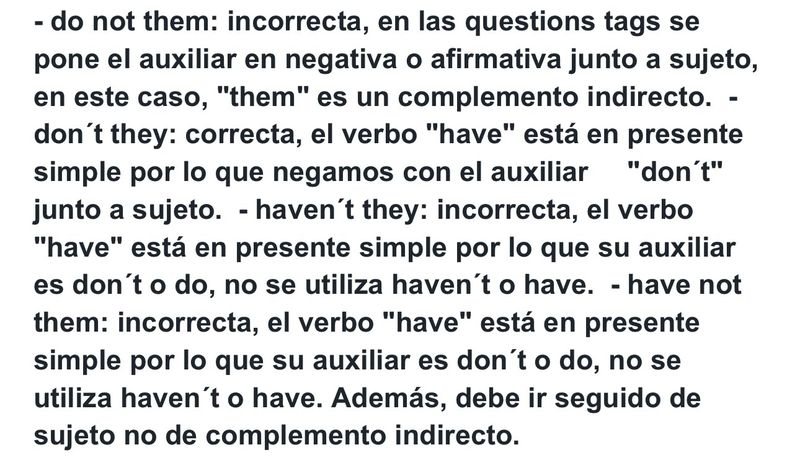 - do not them: incorrecta, en las questions tags se
pone el auxiliar en negativa o afirmativa junto a sujeto,
en este caso, "them" es un complemento indirecto.  -
don´t they: correcta, el verbo "have" está en presente
simple por lo que negamos con el auxiliar     "don´t"
junto a sujeto.  - haven´t they: incorrecta, el verbo
"have" está en presente simple por lo que su auxiliar
es don´t o do, no se utiliza haven´t o have.  - have not
them: incorrecta, el verbo "have" está en presente
simple por lo que su auxiliar es don´t o do, no se
utiliza haven´t o have. Además, debe ir seguido de
sujeto no de complemento indirecto.